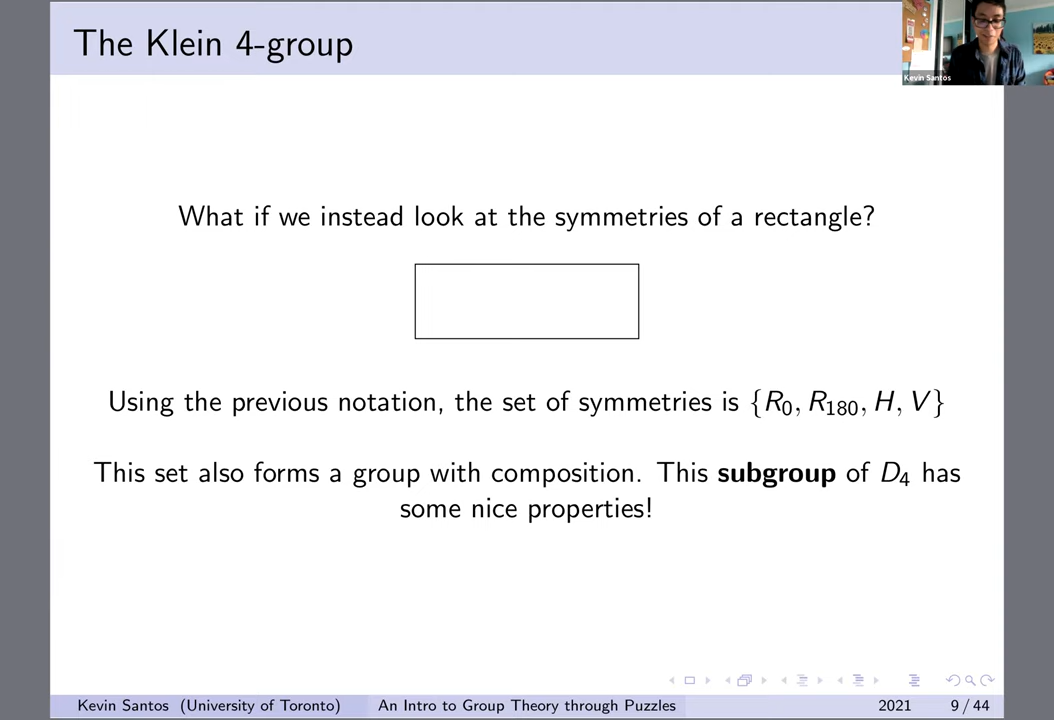 The Klein 4-group
Kevin Santos
What if we instead look at the symmetries of a rectangle?
Using the previous notation, the set of symmetries is {R₀, R₁₈₀, H, V}
This set also forms a group with composition. This subgroup of D₄ has
some nice properties!
Kevin Santos (University of Toronto) An Intro to Group Theory through Puzzles 2021 9 / 44